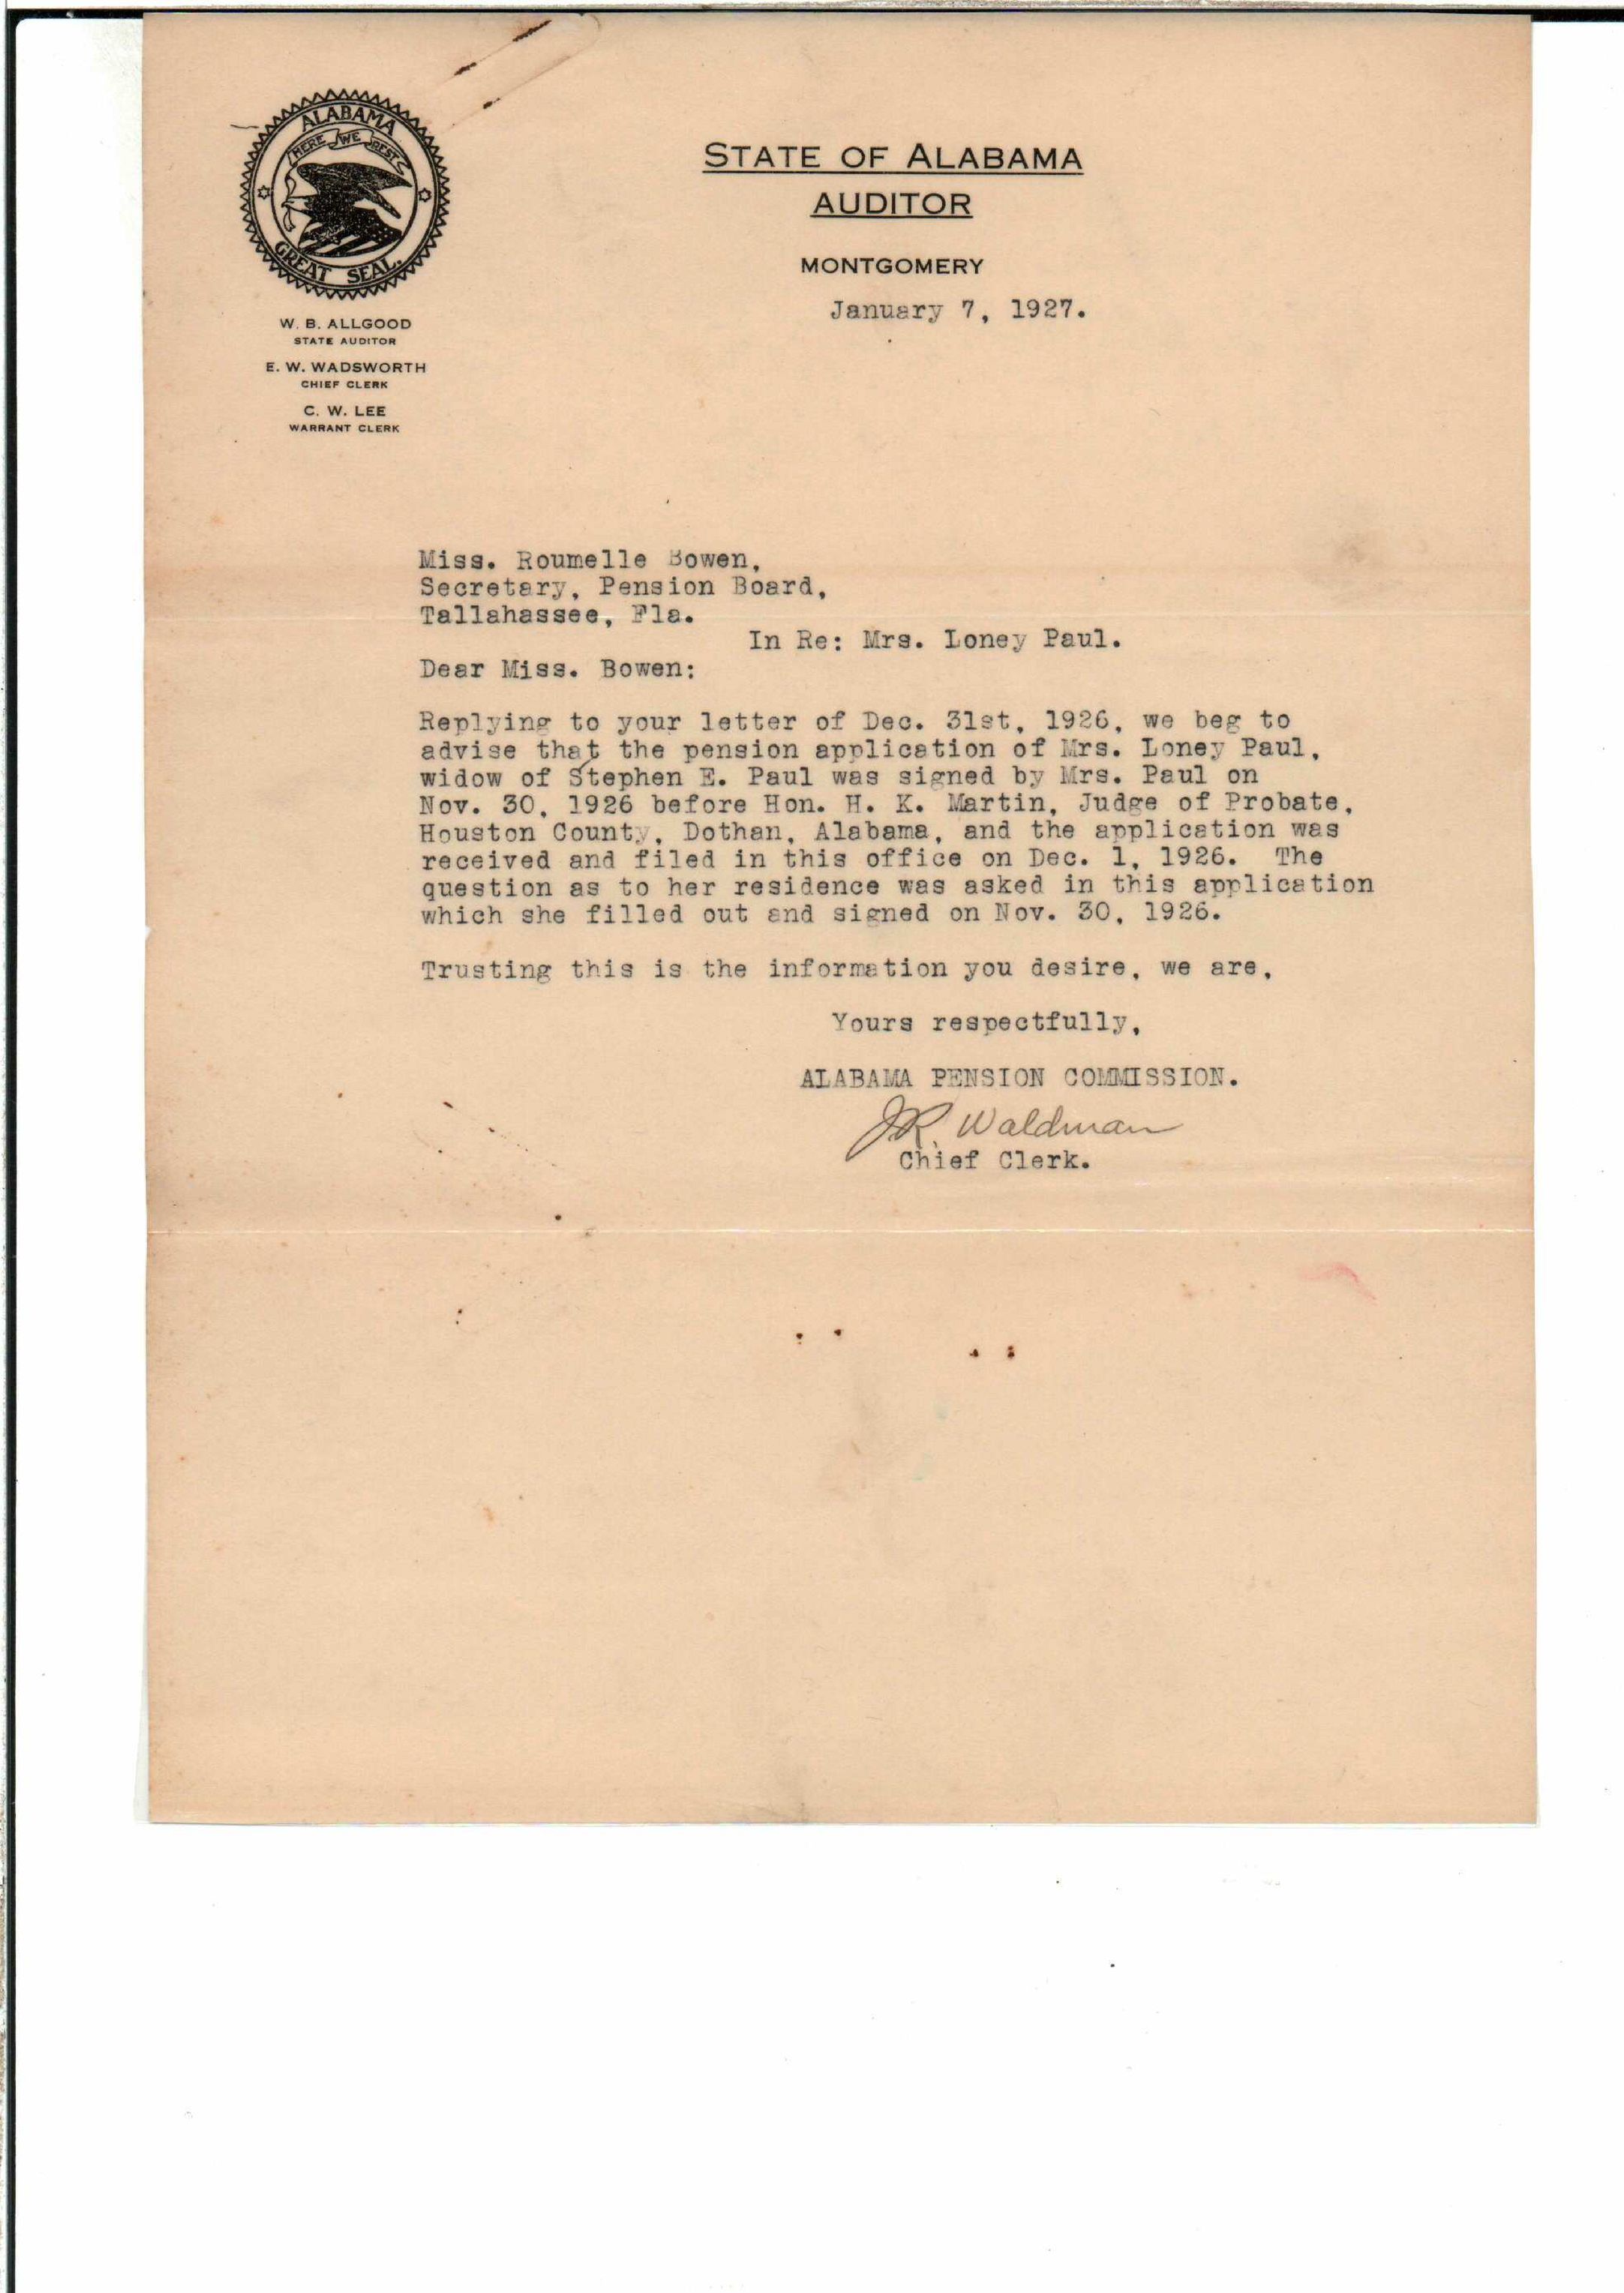 ALABAMA
HERE WE REST
GREAT SEAL.
W. B. ALLGOOD
STATE AUDITOR
E. W. WADSWORTH
CHIEF CLERK
C. W. LEE
WARRANT CLERK
STATE OF ALABAMA
AUDITOR
MONTGOMERY
January 7, 1927.
Miss. Roumelle Bowen,
Secretary, Pension Board,
Tallahassee, Fla.
In Re: Mrs. Loney Paul.
Dear Miss. Bowen:
Replying to your letter of Dec. 31st, 1926, we beg to
advise that the pension application of Mrs. Loney Paul,
widow of Stephen E. Paul was signed by Mrs. Paul on
Nov. 30, 1926 before Hon. H. K. Martin, Judge of Probate,
Houston County, Dothan, Alabama, and the application was
received and filed in this office on Dec. 1, 1926. The
question as to her residence was asked in this application
which she filled out and signed on Nov. 30, 1926.
Trusting this is the information you desire, we are,
Yours respectfully,
ALABAMA PENSION COMMISSION.
J.R. Waldman
Chief Clerk.